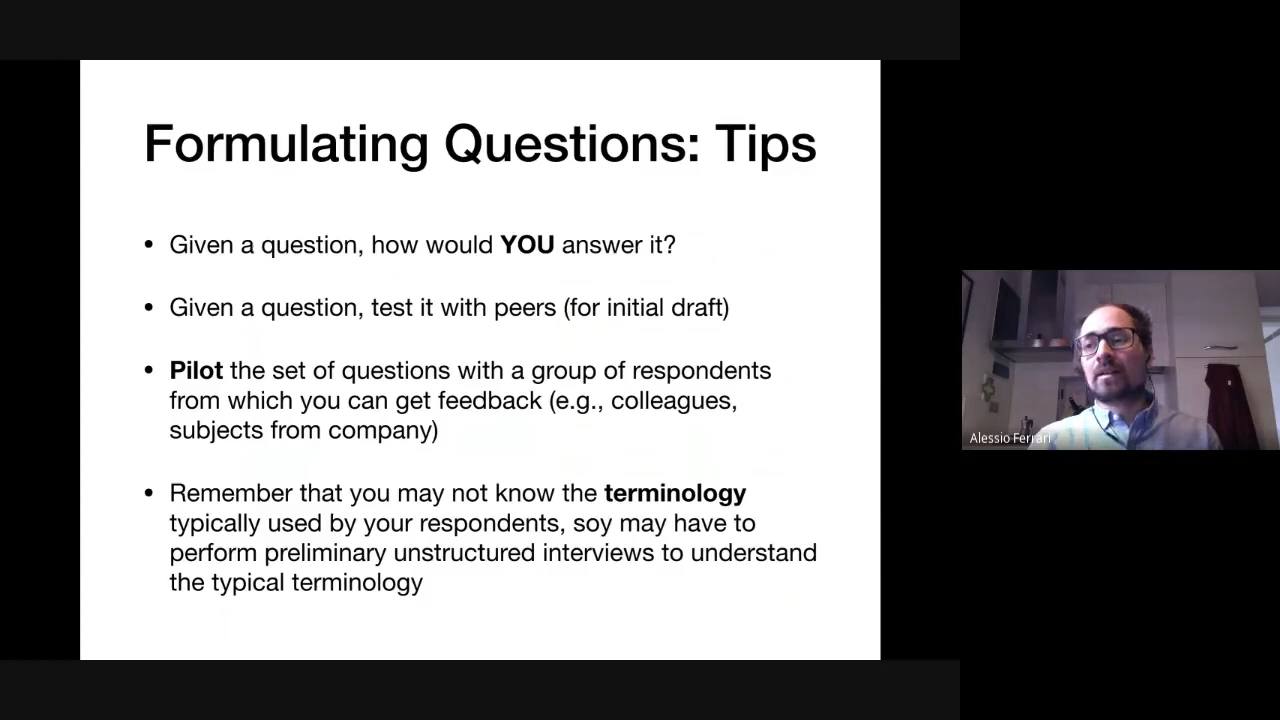 Formulating Questions: Tips
• Given a question, how would YOU answer it?
• Given a question, test it with peers (for initial draft)
• Pilot the set of questions with a group of respondents
from which you can get feedback (e.g., colleagues,
subjects from company)
• Remember that you may not know the terminology
typically used by your respondents, soy may have to
perform preliminary unstructured interviews to understand
the typical terminology
Alessio Ferrari